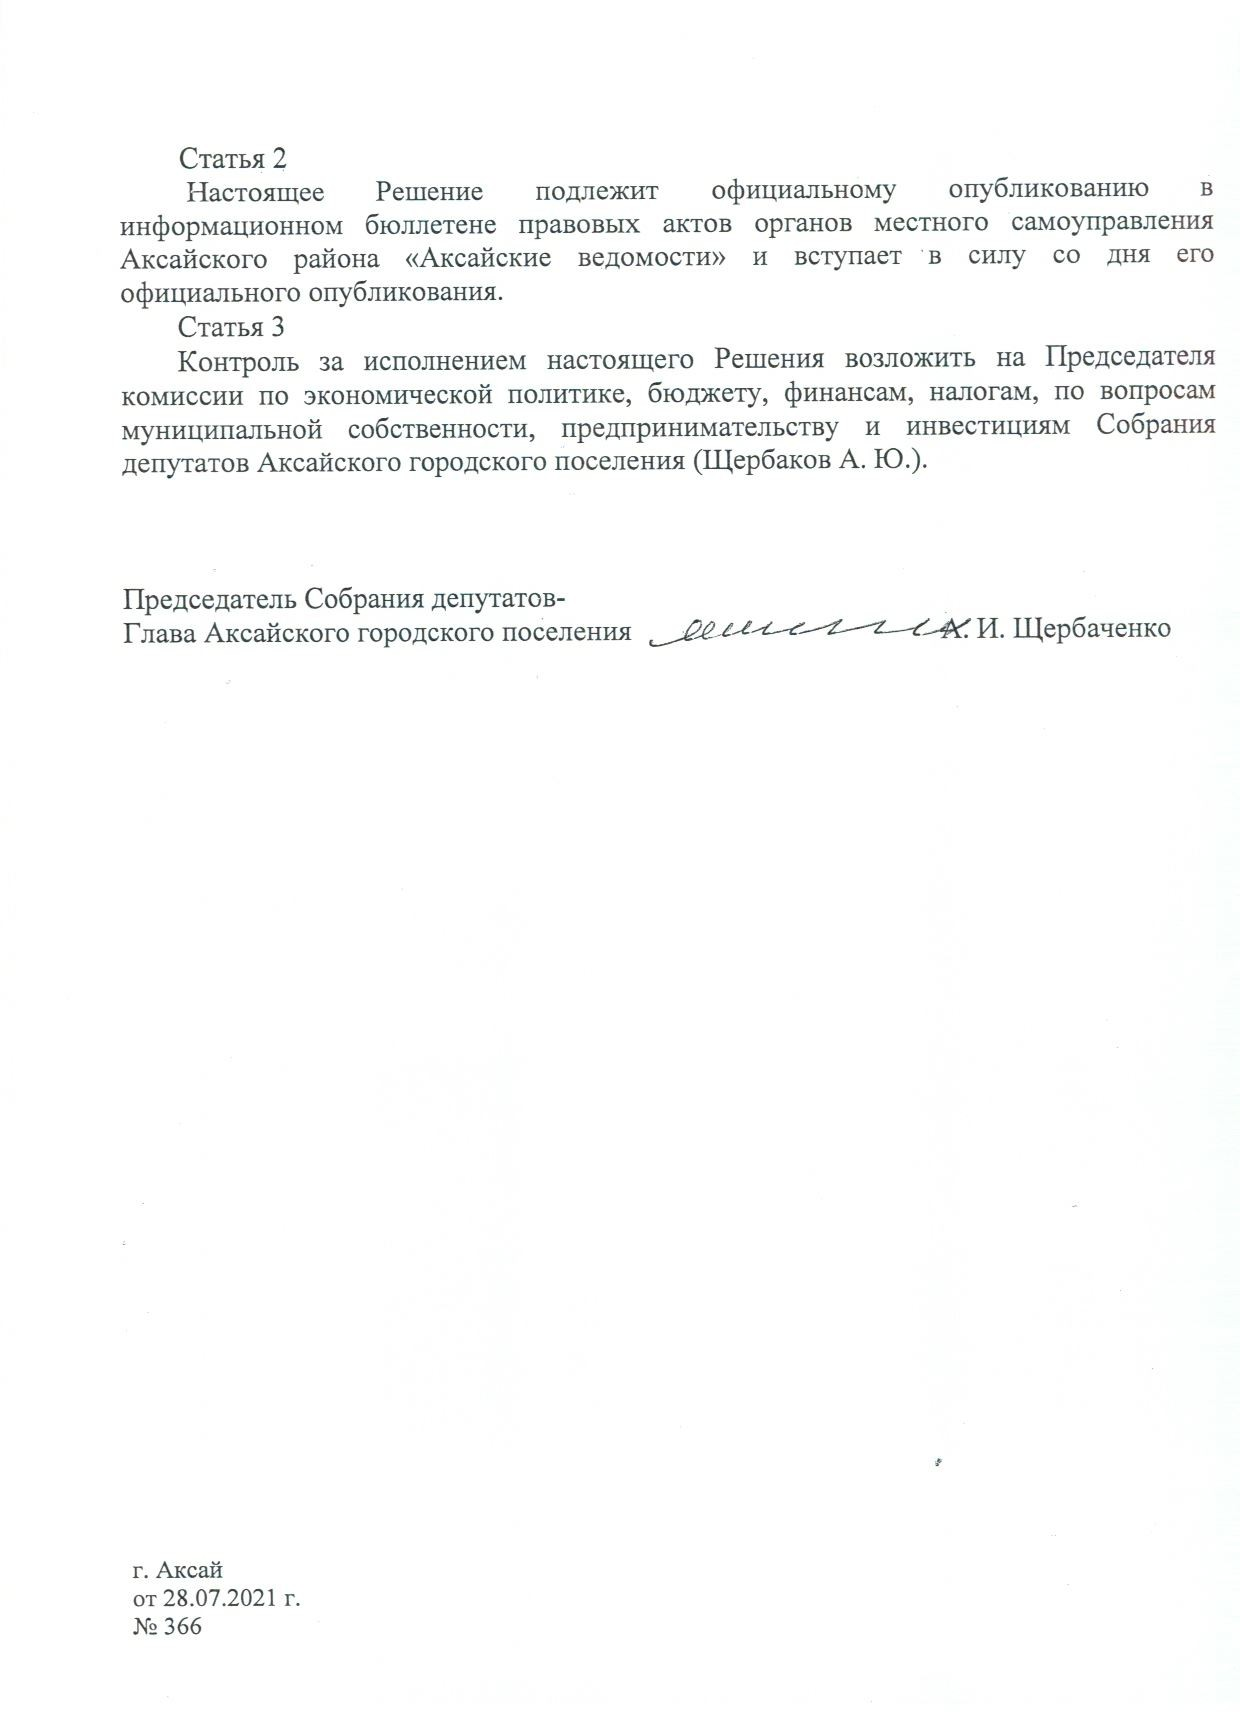 Статья 2
Настоящее Решение подлежит официальному опубликованию в
информационном бюллетене правовых актов органов местного самоуправления
Аксайского района «Аксайские ведомости» и вступает в силу со дня его
официального опубликования.
Статья 3
Контроль за исполнением настоящего Решения возложить на Председателя
комиссии по экономической политике, бюджету, финансам, налогам, по вопросам
муниципальной собственности, предпринимательству и инвестициям Собрания
депутатов Аксайского городского поселения (Щербаков А. Ю.).
Председатель Собрания депутатов-
Глава Аксайского городского поселения А. И. Щербаченко
г. Аксай
от 28.07.2021 г.
№ 366